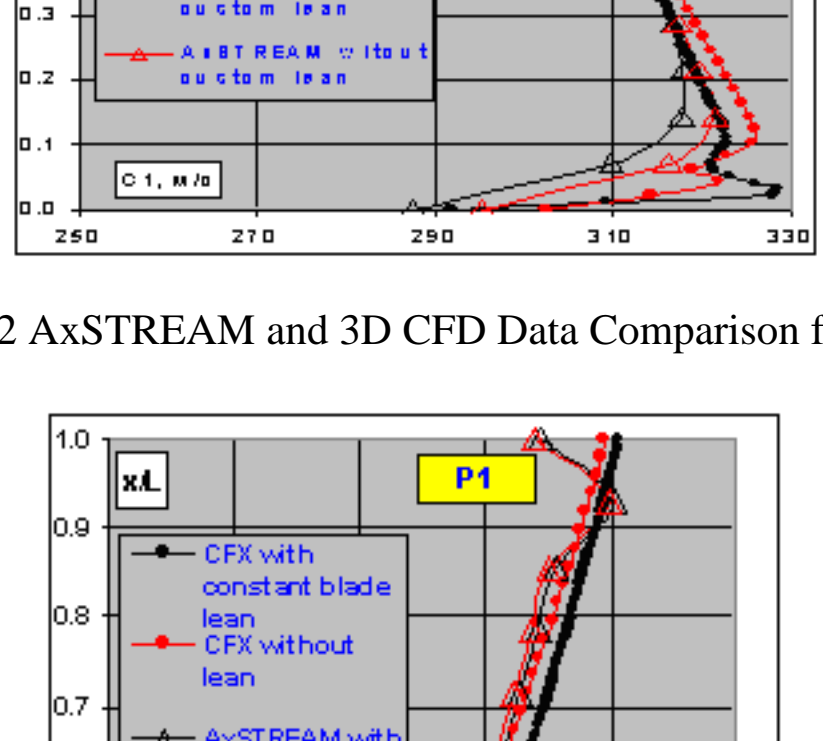 0.3
custom lean
AxSTREAM witout
0.2
custom lean
0.1
C1, m/s
0.0
250 270 290 310 330
2 AxSTREAM and 3D CFD Data Comparison f
1.0
x/L
P1
0.9
CFX with
constant blade
0.8
lean
CFX without
lean
0.7
AxSTREAM with